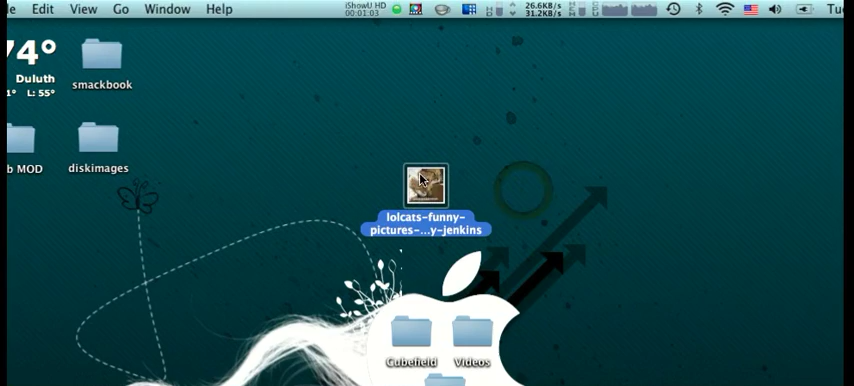 Edit View Go Window Help
iShowU HD
00:01:03
26.6KB/s
31.2KB/s
74°
Duluth
L: 55°
smackbook
b MOD
diskimages
lolcats-funny-
pictures-...y-jenkins
Cubefield
Videos